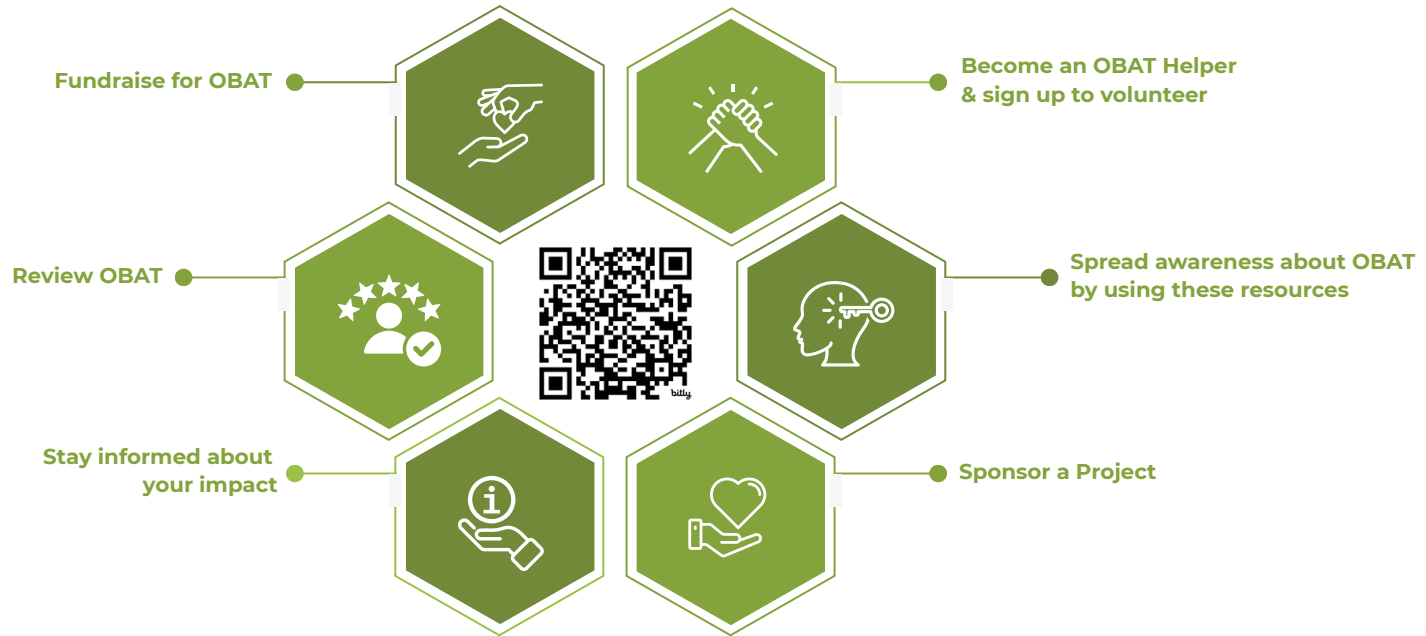 Fundraise for OBAT
Become an OBAT Helper
& sign up to volunteer
Review OBAT
Spread awareness about OBAT
by using these resources
bitly
Stay informed about
your impact
i
Sponsor a Project